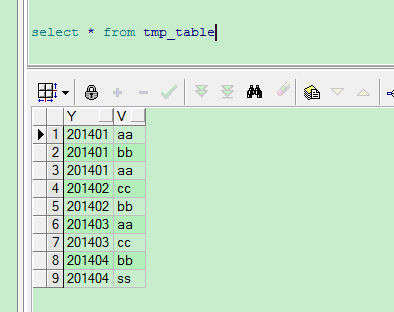 select * from tmp_table
Y V
1 201401 aa
2 201401 bb
3 201401 aa
4 201402 cc
5 201402 bb
6 201403 aa
7 201403 cc
8 201404 bb
9 201404 ss